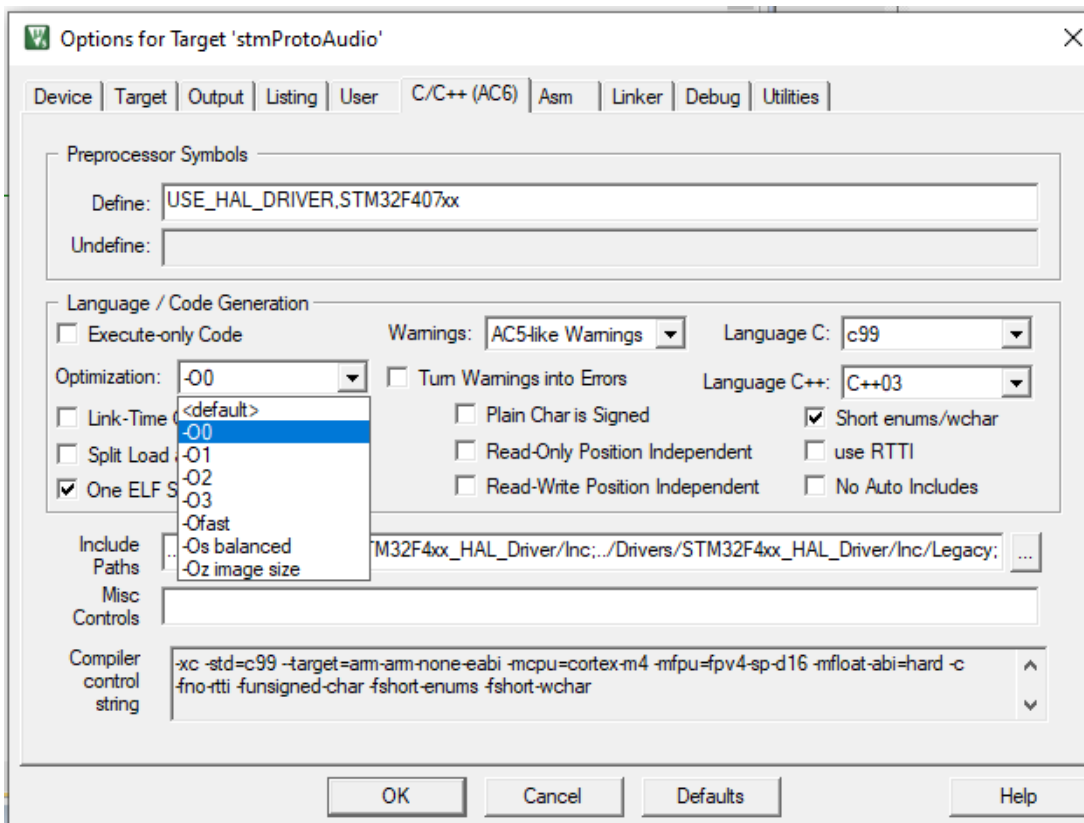 Options for Target 'stmProtoAudio'
Device Target Output Listing User C/C++ (AC6) Asm Linker Debug Utilities
Preprocessor Symbols
Define: USE_HAL_DRIVER,STM32F407xx
Undefine:
Language / Code Generation
Execute-only Code Warnings: AC5-like Warnings Language C: c99
Optimization: -O0 Turn Warnings into Errors Language C++: C++03
<default>
Link-Time Plain Char is Signed Short enums/wchar
-O0
-O1
Split Load Read-Only Position Independent use RTTI
-O2
One ELF S Read-Write Position Independent No Auto Includes
-O3
-Ofast
-Os balanced
-Oz image size
Include Paths .. TM32F4xx_HAL_Driver/Inc;../Drivers/STM32F4xx_HAL_Driver/Inc/Legacy; ...
Misc Controls
Compiler control string
-xc -std=c99 --target=arm-arm-none-eabi -mcpu=cortex-m4 -mfpu=fpv4-sp-d16 -mfloat-abi=hard -c
-fno-rtti -funsigned-char -fshort-enums -fshort-wchar
OK Cancel Defaults Help